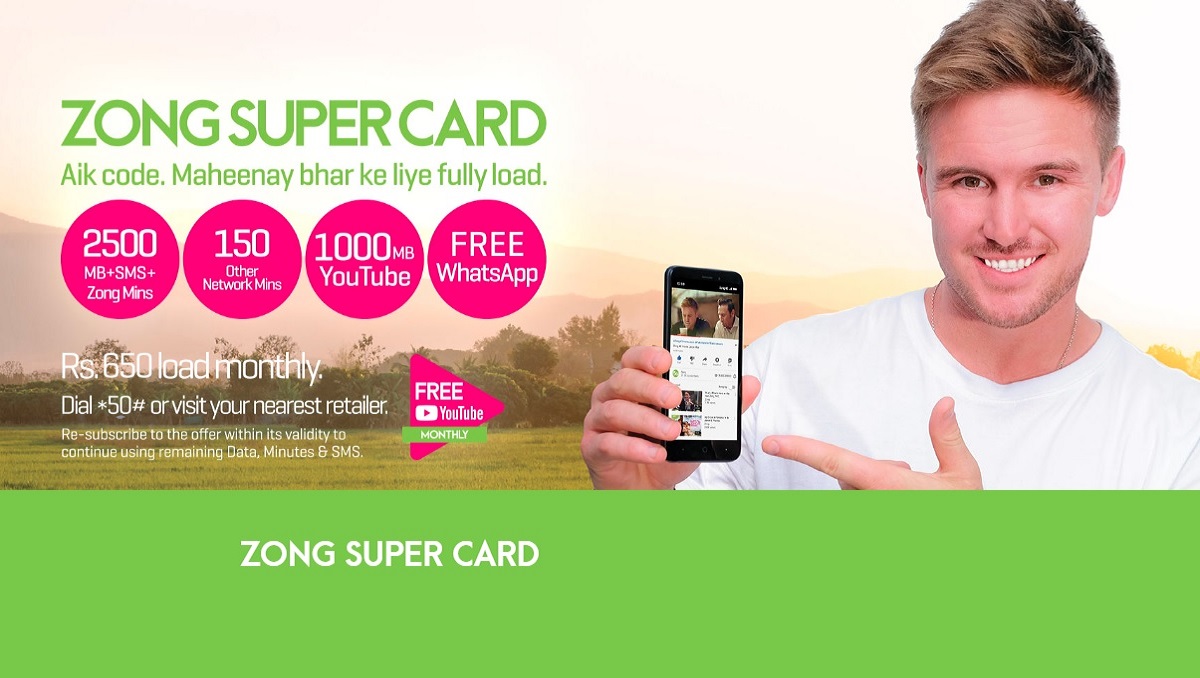 ZONG SUPER CARD
Aik code. Maheenay bhar ke liye fully load.
2500
MB+SMS+
Zong Mins
150
Other
Network Mins
1000MB
YouTube
FREE
WhatsApp
Rs. 650 load monthly.
Dial *50# or visit your nearest retailer.
Re-subscribe to the offer within its validity to
continue using remaining Data, Minutes & SMS.
FREE
YouTube
MONTHLY
ZONG SUPER CARD